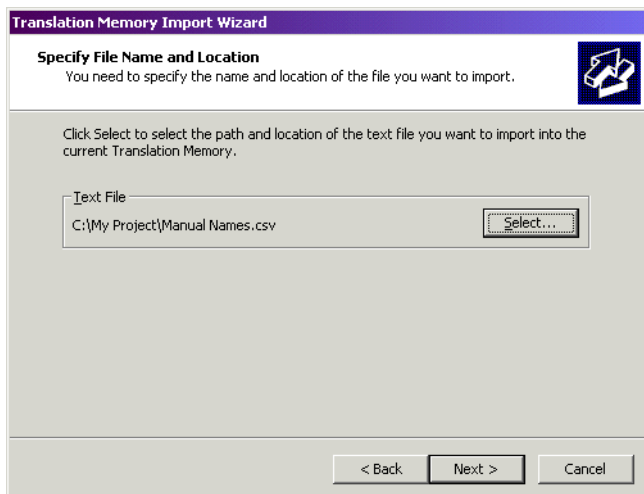 Translation Memory Import Wizard
Specify File Name and Location
You need to specify the name and location of the file you want to import.
Click Select to select the path and location of the text file you want to import into the
current Translation Memory.
Text File
C:\My Project\Manual Names.csv
Select...
< Back
Next >
Cancel